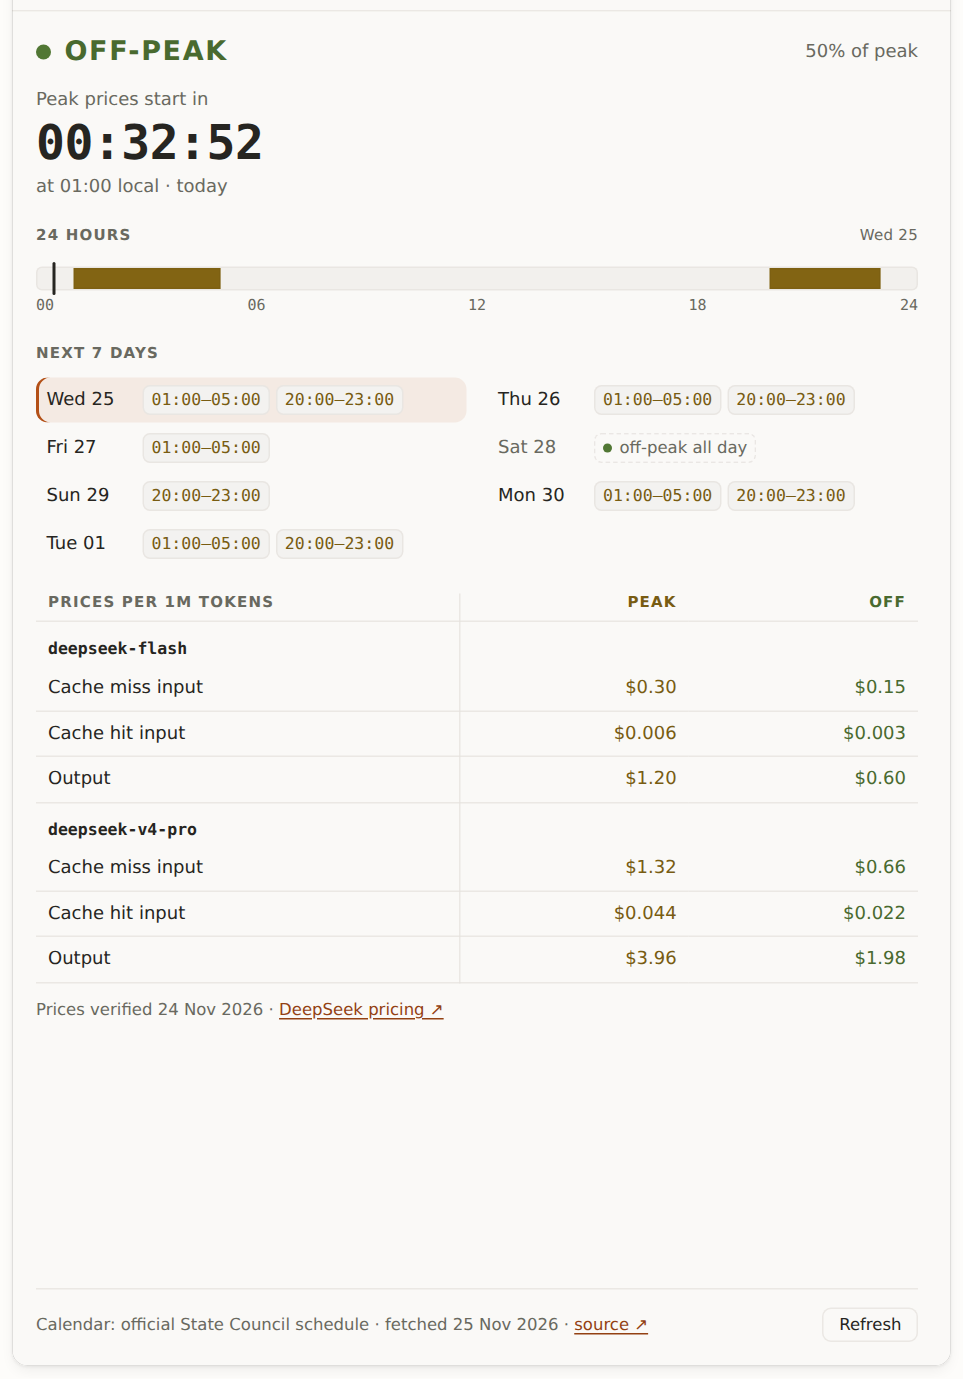 OFF-PEAK 50% of peak
Peak prices start in
00:32:52
at 01:00 local · today
24 HOURS Wed 25
00 06 12 18 24
NEXT 7 DAYS
Wed 25 01:00–05:00 20:00–23:00 Thu 26 01:00–05:00 20:00–23:00
Fri 27 01:00–05:00 Sat 28 off-peak all day
Sun 29 20:00–23:00 Mon 30 01:00–05:00 20:00–23:00
Tue 01 01:00–05:00 20:00–23:00
PRICES PER 1M TOKENS PEAK OFF
deepseek-flash
Cache miss input $0.30 $0.15
Cache hit input $0.006 $0.003
Output $1.20 $0.60
deepseek-v4-pro
Cache miss input $1.32 $0.66
Cache hit input $0.044 $0.022
Output $3.96 $1.98
Prices verified 24 Nov 2026 · DeepSeek pricing ↗
Calendar: official State Council schedule · fetched 25 Nov 2026 · source ↗ Refresh